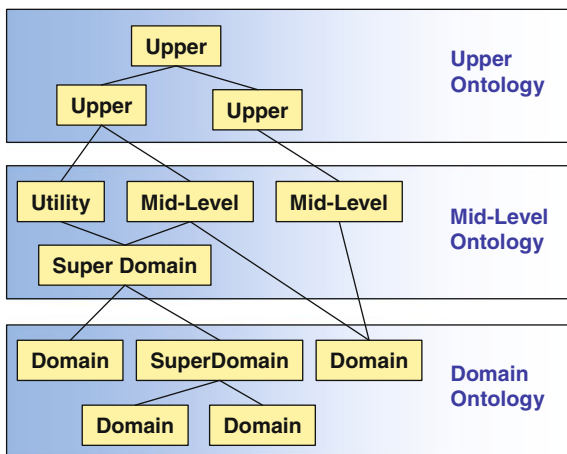 Upper
Upper
Ontology
Upper
Upper
Utility
Mid-Level
Mid-Level
Mid-Level
Ontology
Super Domain
Domain
SuperDomain
Domain
Domain
Ontology
Domain
Domain